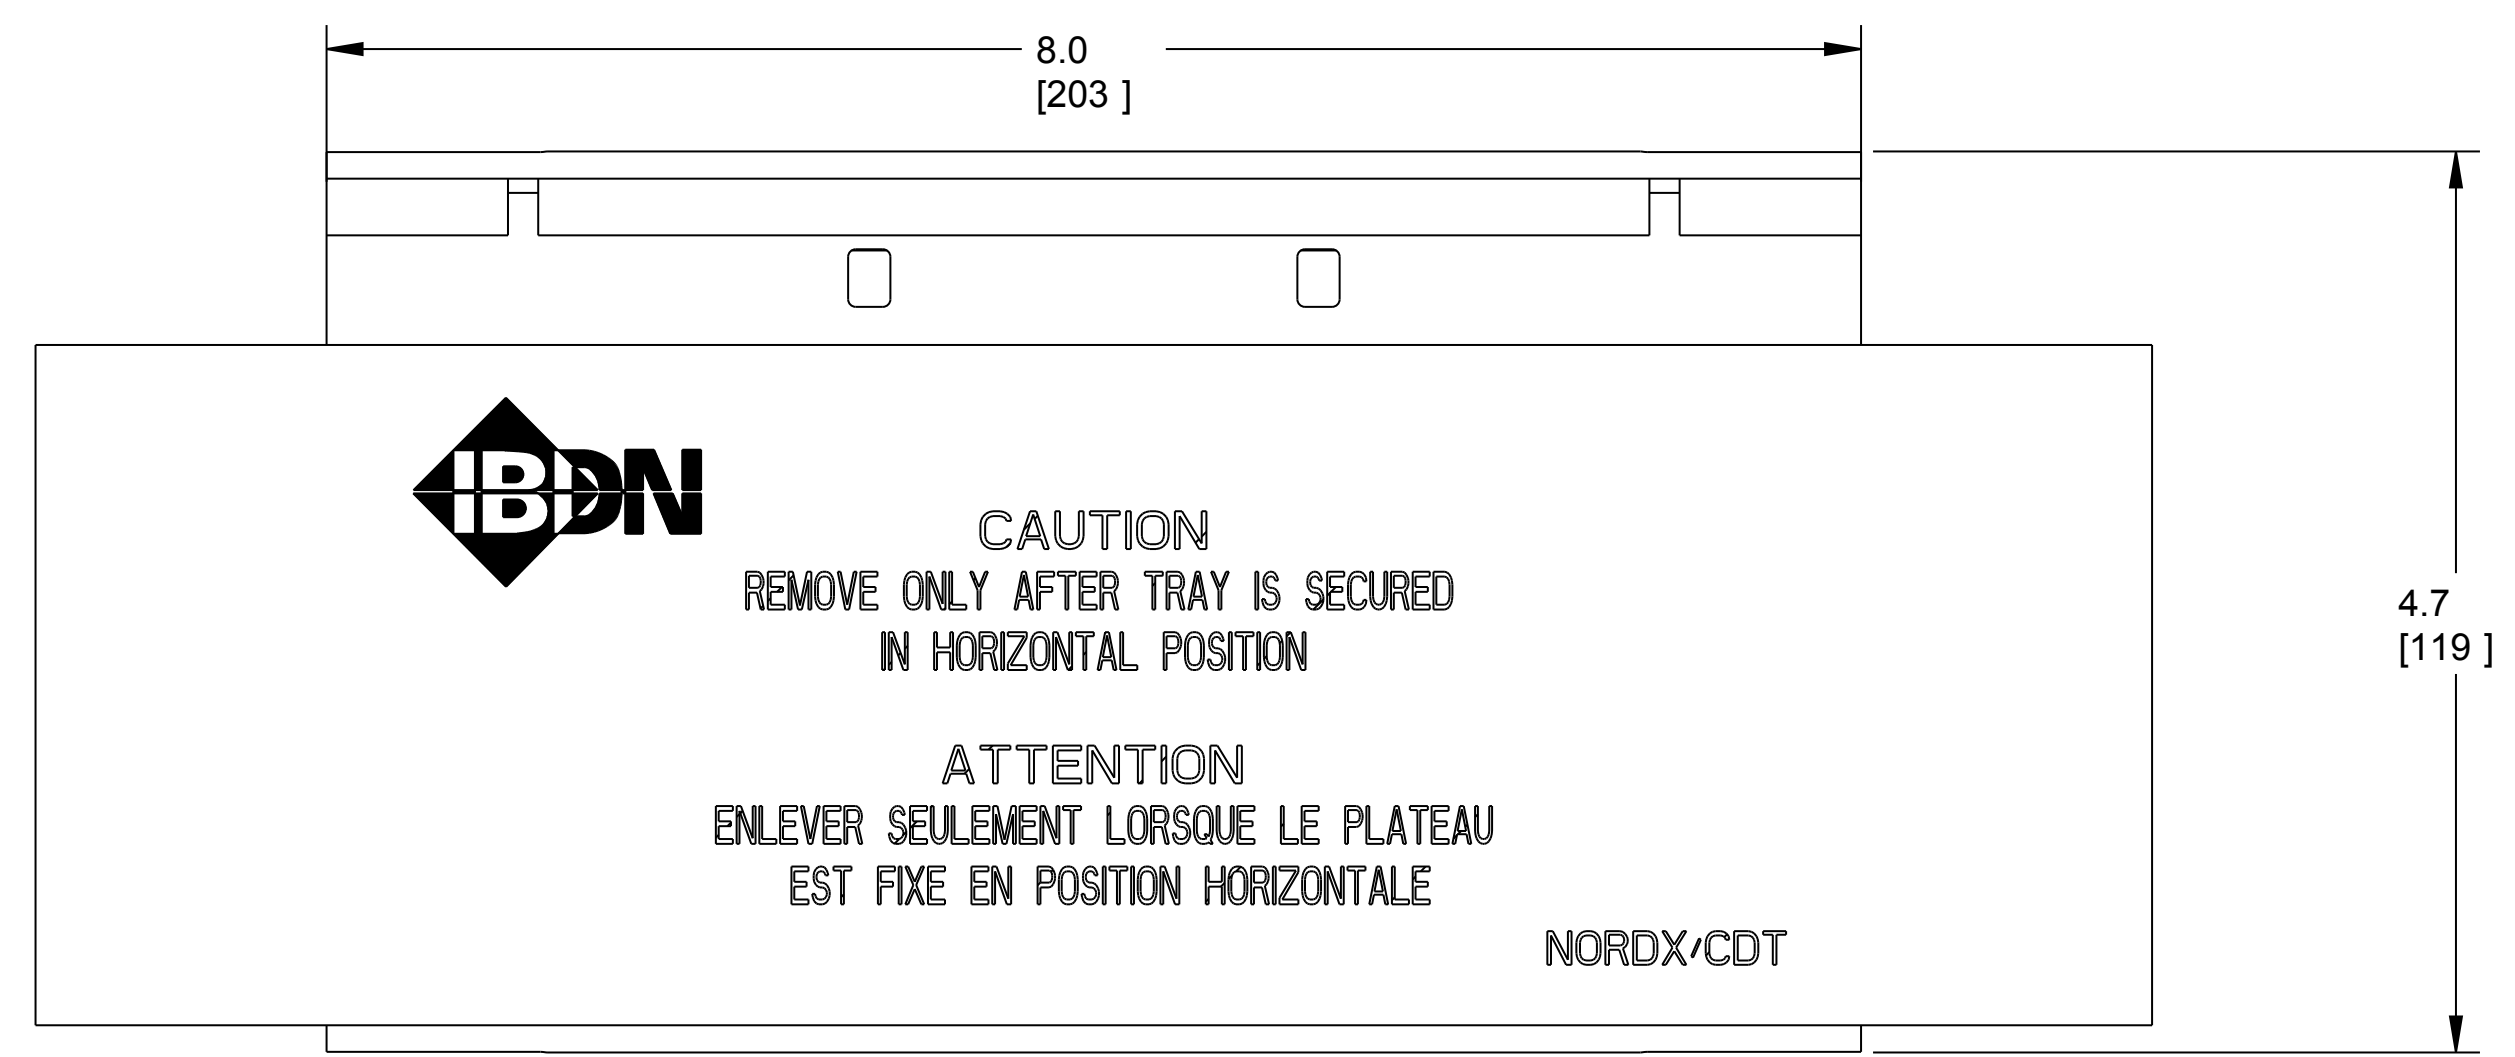 8.0
[203 ]
4.7
[119 ]
IBDN
CAUTION
REMOVE ONLY AFTER TRAY IS SECURED
IN HORIZONTAL POSITION
ATTENTION
ENLEVER SEULEMENT LORSQUE LE PLATEAU
EST FIXE EN POSITION HORIZONTALE
NORDX/CDT